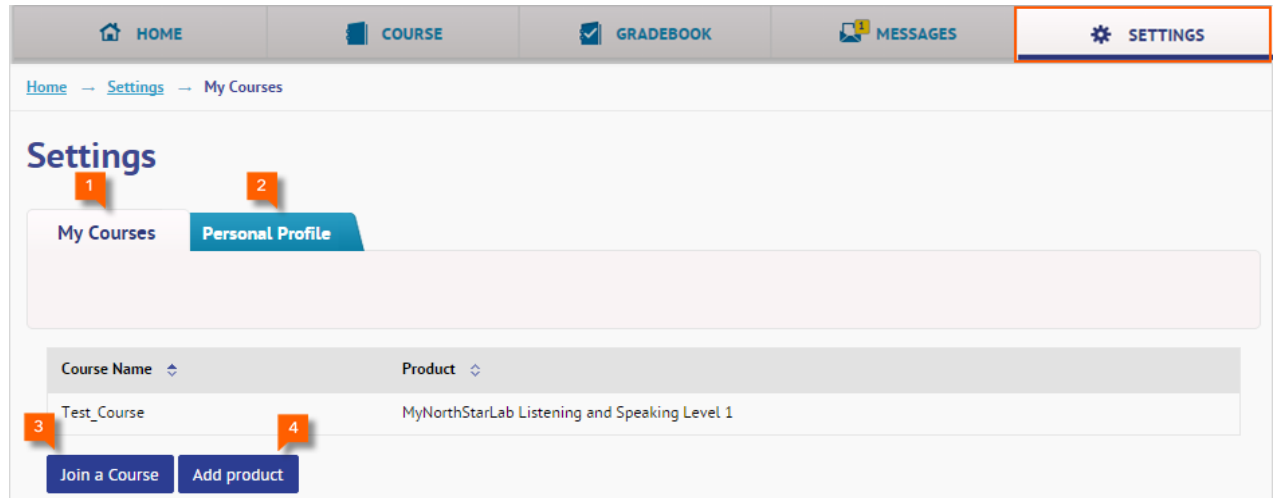 HOME COURSE GRADEBOOK 1 MESSAGES SETTINGS
Home → Settings → My Courses
Settings
1 2
My Courses Personal Profile
Course Name Product
Test_Course MyNorthStarLab Listening and Speaking Level 1
3 4
Join a Course Add product